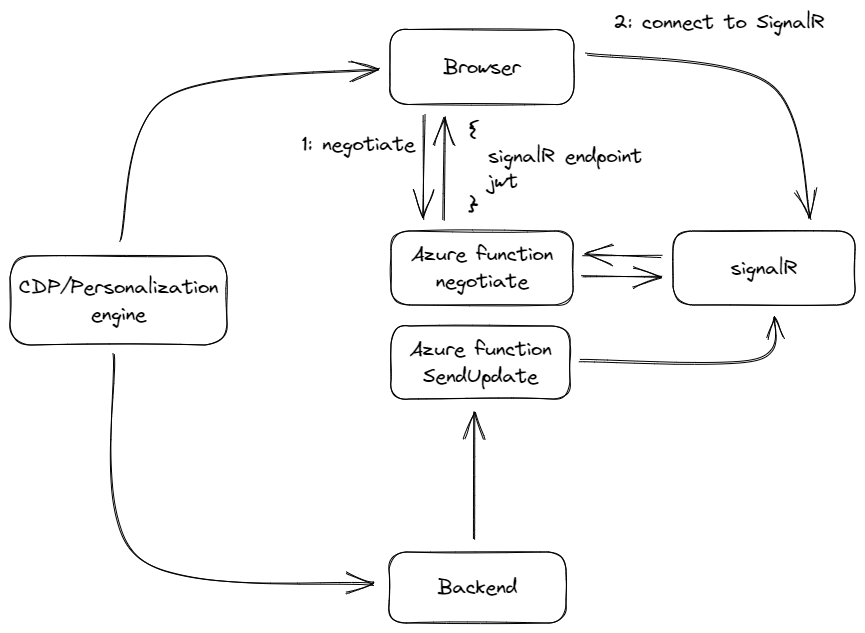 2: connect to SignalR
Browser
1: negotiate
{
signalR endpoint
jwt
}
Azure function
negotiate
signalR
CDP/Personalization
engine
Azure function
SendUpdate
Backend